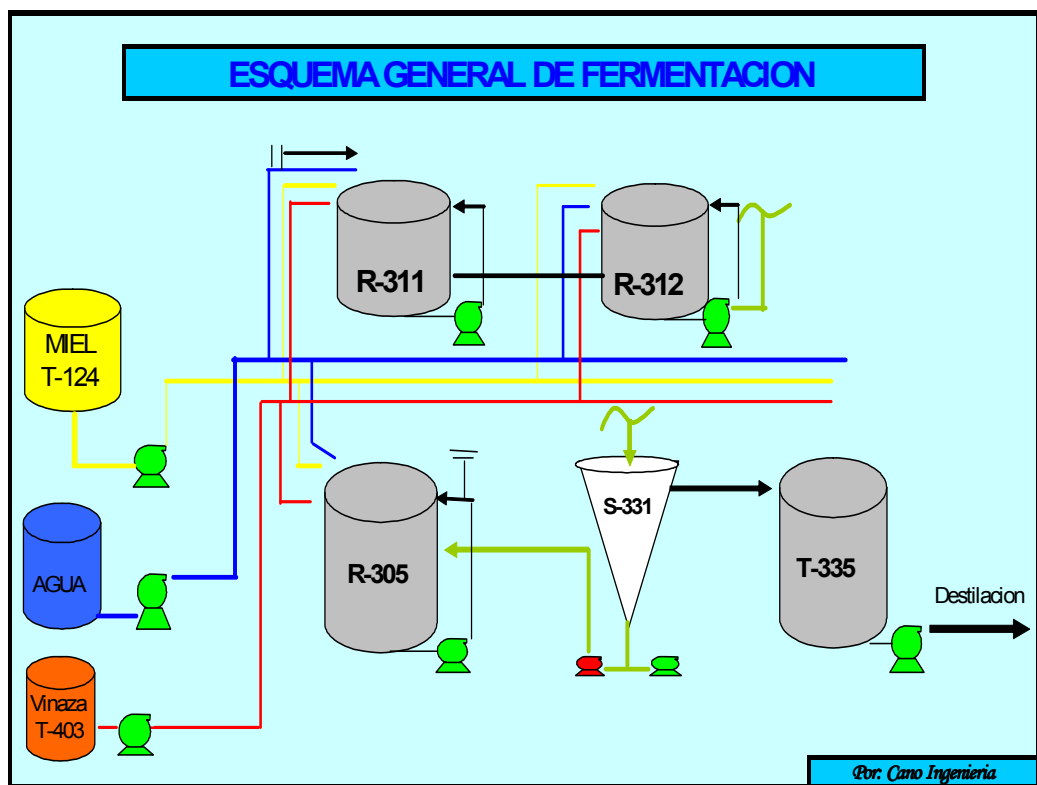 ESQUEMA GENERAL DE FERMENTACION
R-311
R-312
MIEL
T-124
S-331
R-305
T-335
AGUA
Destilacion
Vinaza
T-403
Por: Cano Ingenieria